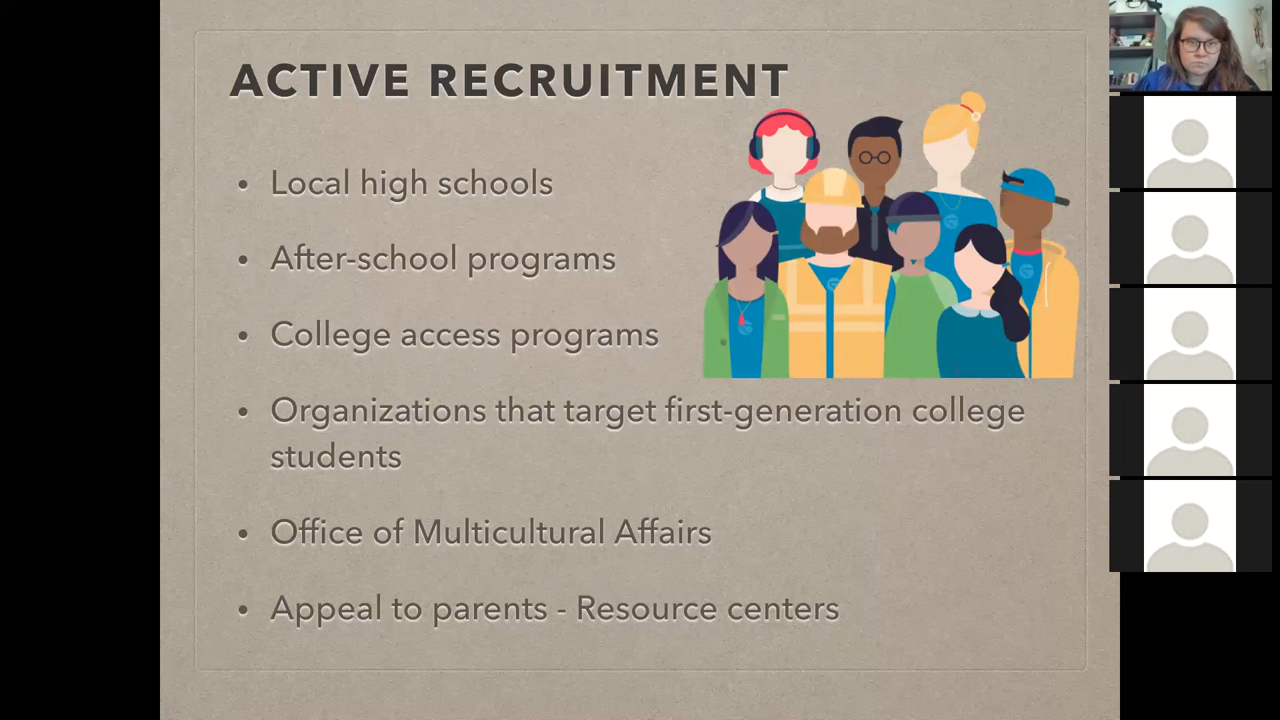 ACTIVE RECRUITMENT
• Local high schools
• After-school programs
• College access programs
• Organizations that target first-generation college
students
• Office of Multicultural Affairs
• Appeal to parents - Resource centers